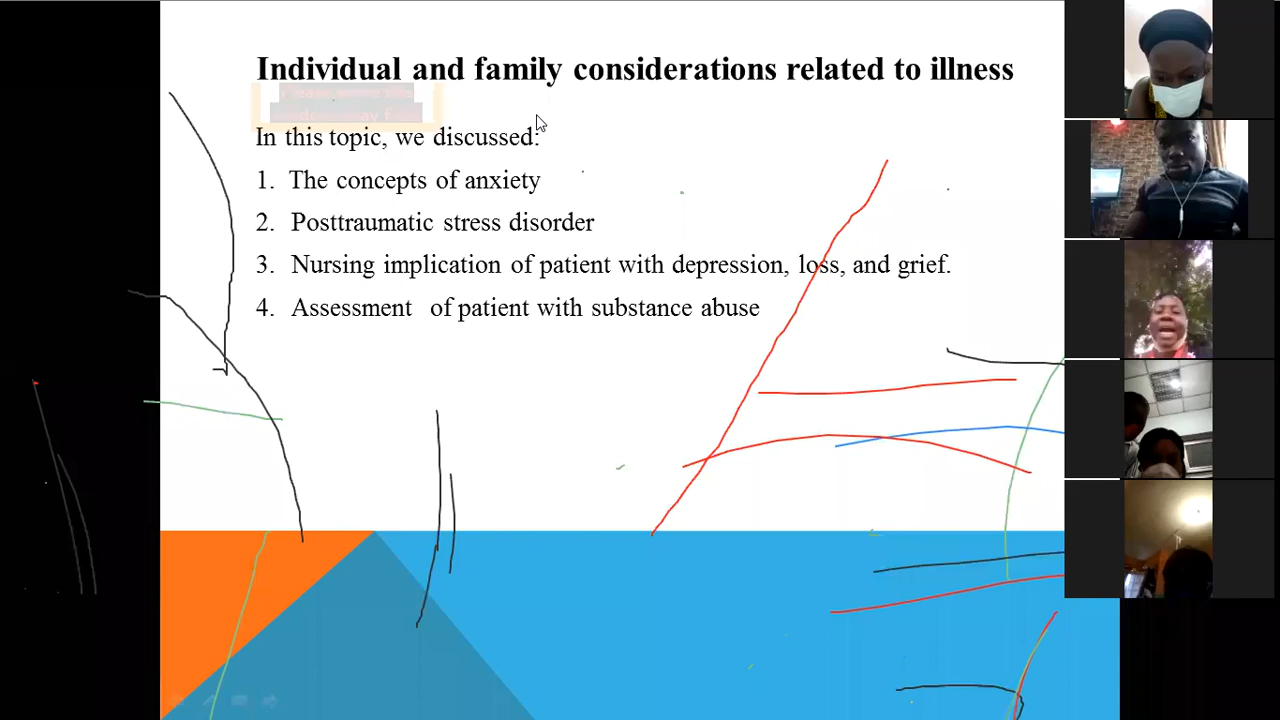 Individual and family considerations related to illness
In this topic, we discussed:
1. The concepts of anxiety
2. Posttraumatic stress disorder
3. Nursing implication of patient with depression, loss, and grief.
4. Assessment of patient with substance abuse